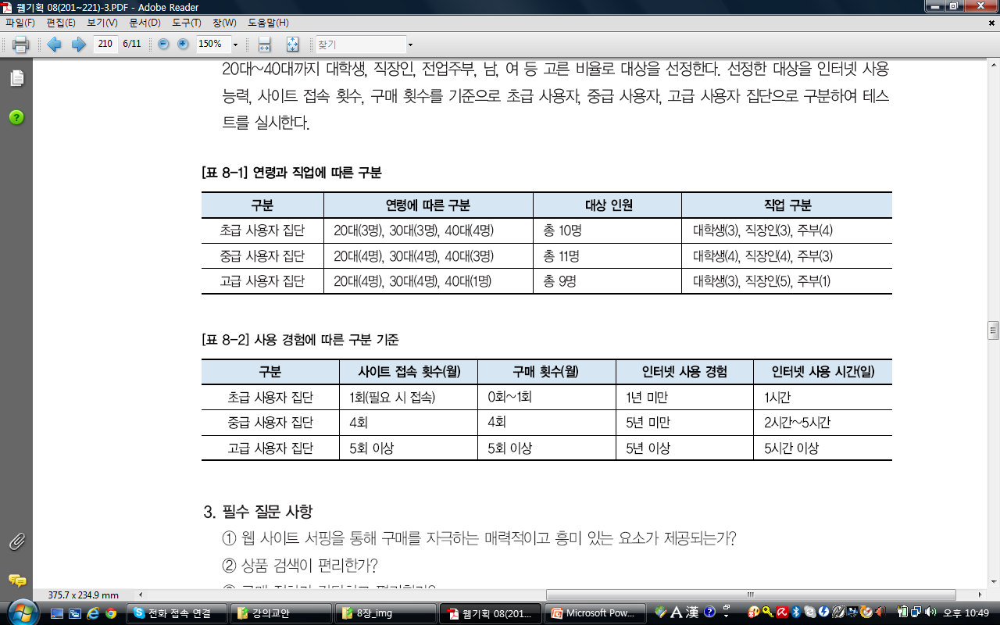 웹기획 08(201~221)-3.PDF - Adobe Reader
파일(F) 편집(E) 보기(V) 문서(D) 도구(T) 창(W) 도움말(H)
210 6/11 150% 찾기
20대~40대까지 대학생, 직장인, 전업주부, 남, 여 등 고른 비율로 대상을 선정한다. 선정한 대상을 인터넷 사용
능력, 사이트 접속 횟수, 구매 횟수를 기준으로 초급 사용자, 중급 사용자, 고급 사용자 집단으로 구분하여 테스
트를 실시한다.
[표 8-1] 연령과 직업에 따른 구분
구분 연령에 따른 구분 대상 인원 직업 구분
초급 사용자 집단 20대(3명), 30대(3명), 40대(4명) 총 10명 대학생(3), 직장인(3), 주부(4)
중급 사용자 집단 20대(4명), 30대(4명), 40대(3명) 총 11명 대학생(4), 직장인(4), 주부(3)
고급 사용자 집단 20대(4명), 30대(4명), 40대(1명) 총 9명 대학생(3), 직장인(5), 주부(1)
[표 8-2] 사용 경험에 따른 구분 기준
구분 사이트 접속 횟수(월) 구매 횟수(월) 인터넷 사용 경험 인터넷 사용 시간(일)
초급 사용자 집단 1회(필요 시 접속) 0회~1회 1년 미만 1시간
중급 사용자 집단 4회 4회 5년 미만 2시간~5시간
고급 사용자 집단 5회 이상 5회 이상 5년 이상 5시간 이상
3. 필수 질문 사항
① 웹 사이트 서핑을 통해 구매를 자극하는 매력적이고 흥미 있는 요소가 제공되는가?
② 상품 검색이 편리한가?
375.7 x 234.9 mm
전화 접속 연결 강의교안 8장_img 웹기획 08(201... Microsoft Pow... A 漢 오후 10:49